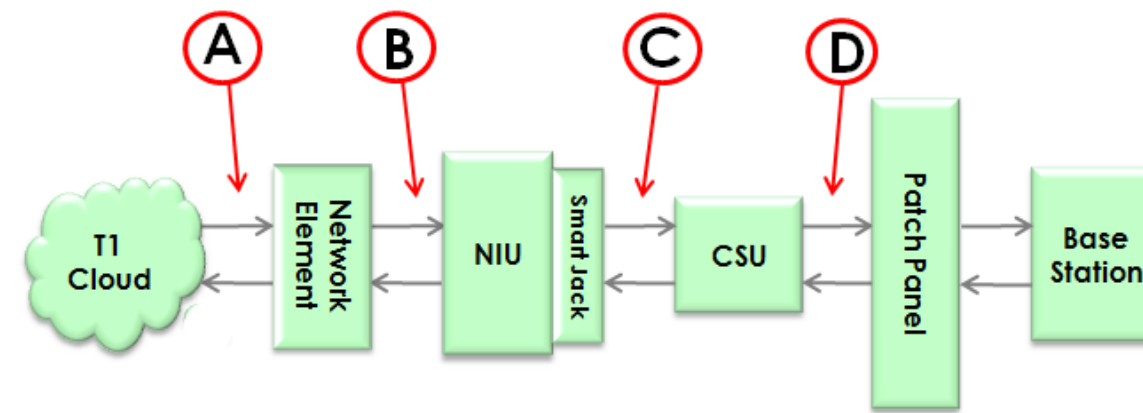 A
B
C
D
T1
Cloud
Network
Element
NIU
Smart Jack
CSU
Patch Panel
Base
Station